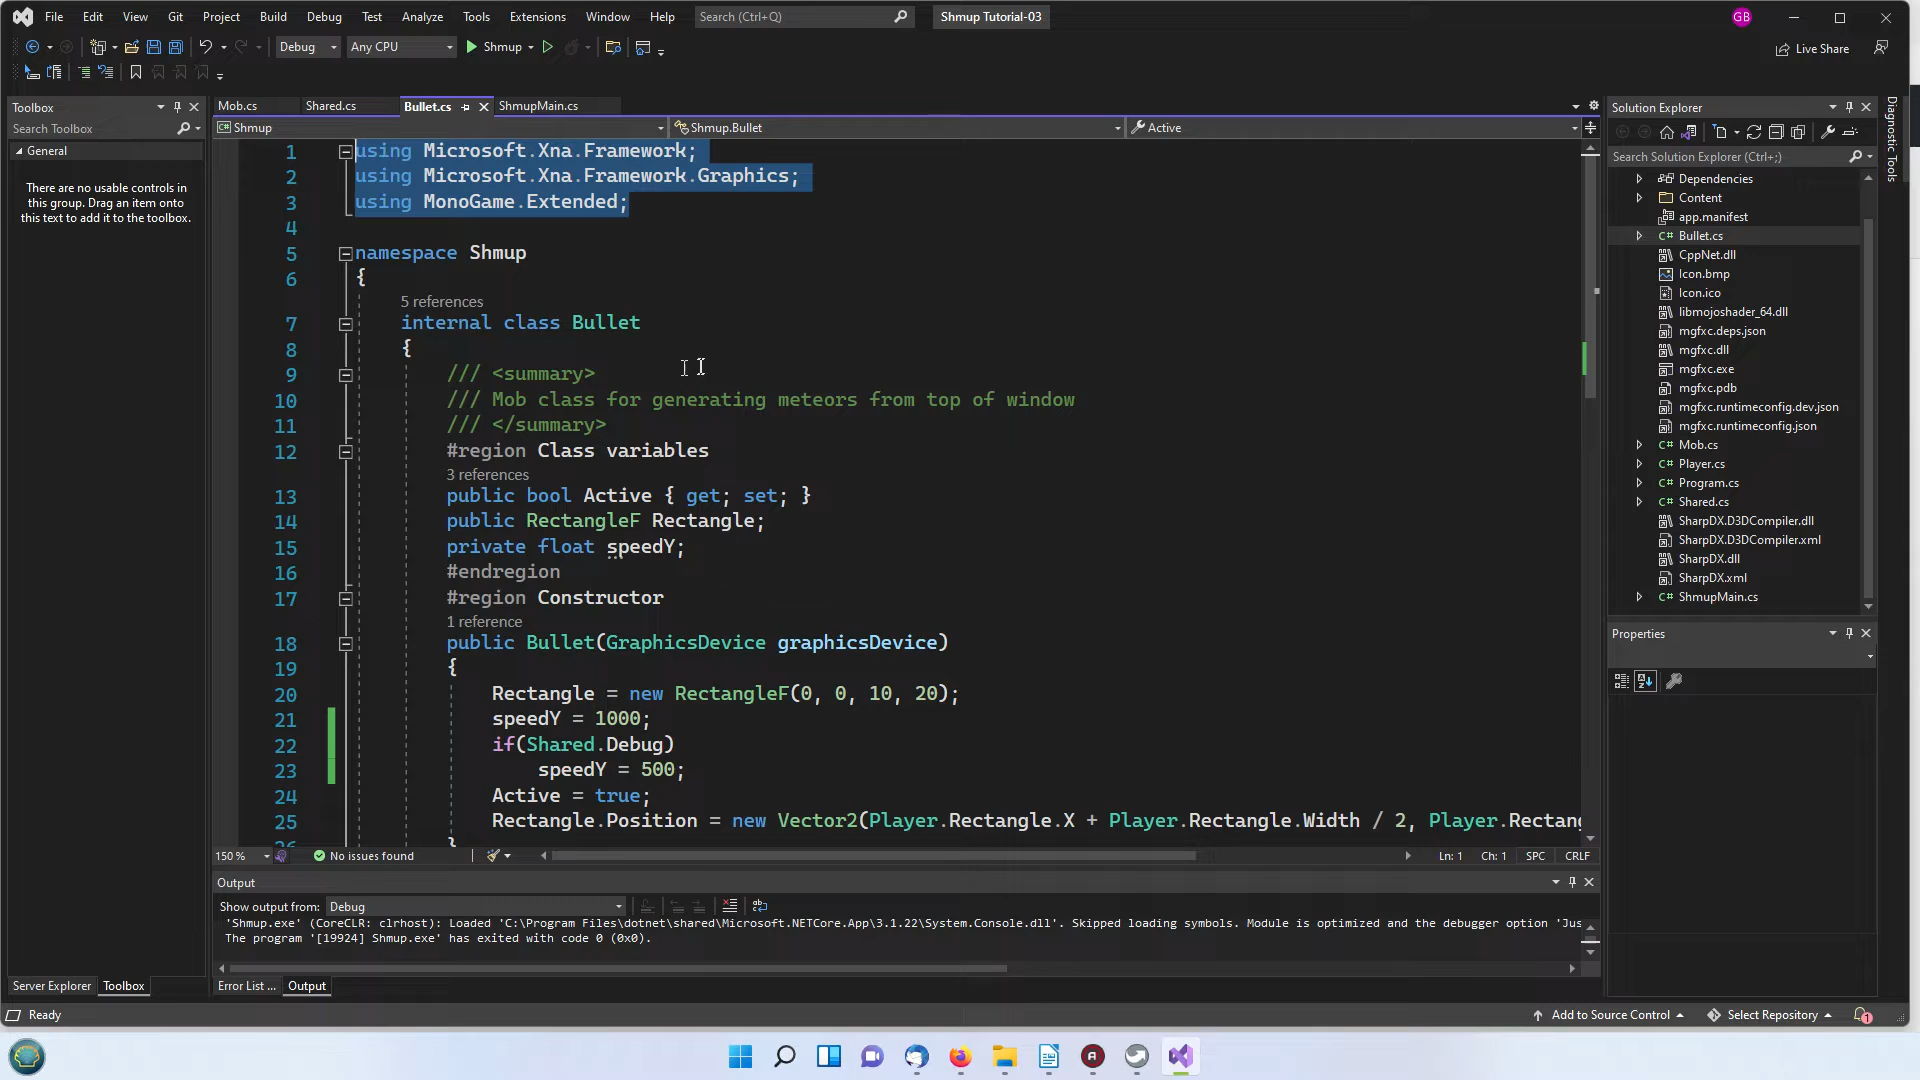 File Edit View Project Build Debug Test Analyze Tools Extensions Window Help Search (Ctrl+Q) Shmup Tutorial-03 GB
Debug Any CPU Shmup Live Share
Toolbox
Search Toolbox
General
There are no usable controls in
this group. Drag an item onto
this text to add it to the toolbox.
Server Explorer Toolbox
Mob.cs Shared.cs Bullet.cs ShmupMain.cs
C# Shmup Shmup.Bullet Active
1 using Microsoft.Xna.Framework;
2 using Microsoft.Xna.Framework.Graphics;
3 using MonoGame.Extended;
4
5 namespace Shmup
6 {
5 references
7 internal class Bullet
8 {
9 /// <summary>
10 /// Mob class for generating meteors from top of window
11 /// </summary>
12 #region Class variables
3 references
13 public bool Active { get; set; }
14 public RectangleF Rectangle;
15 private float speedY;
16 #endregion
17 #region Constructor
1 reference
18 public Bullet(GraphicsDevice graphicsDevice)
19 {
20 Rectangle = new RectangleF(0, 0, 10, 20);
21 speedY = 1000;
22 if(Shared.Debug)
23 speedY = 500;
24 Active = true;
25 Rectangle.Position = new Vector2(Player.Rectangle.X + Player.Rectangle.Width / 2, Player.Rectang
26 }
150 % No issues found Ln: 1 Ch: 1 SPC CRLF
Output
Show output from: Debug
'Shmup.exe' (CoreCLR: clrhost): Loaded 'C:\Program Files\dotnet\shared\Microsoft.NETCore.App\3.1.22\System.Console.dll'. Skipped loading symbols. Module is optimized and the debugger option 'Jus
The program '[19924] Shmup.exe' has exited with code 0 (0x0).
Error List ... Output
Solution Explorer
Search Solution Explorer (Ctrl+;)
Dependencies
Content
app.manifest
C# Bullet.cs
CppNet.dll
Icon.bmp
Icon.ico
libmojoshader_64.dll
mgfxc.deps.json
mgfxc.dll
mgfxc.exe
mgfxc.pdb
mgfxc.runtimeconfig.dev.json
mgfxc.runtimeconfig.json
C# Mob.cs
C# Player.cs
C# Program.cs
C# Shared.cs
SharpDX.D3DCompiler.dll
SharpDX.D3DCompiler.xml
SharpDX.dll
SharpDX.xml
C# ShmupMain.cs
Properties
Diagnostic Tools
Ready Add to Source Control Select Repository 1